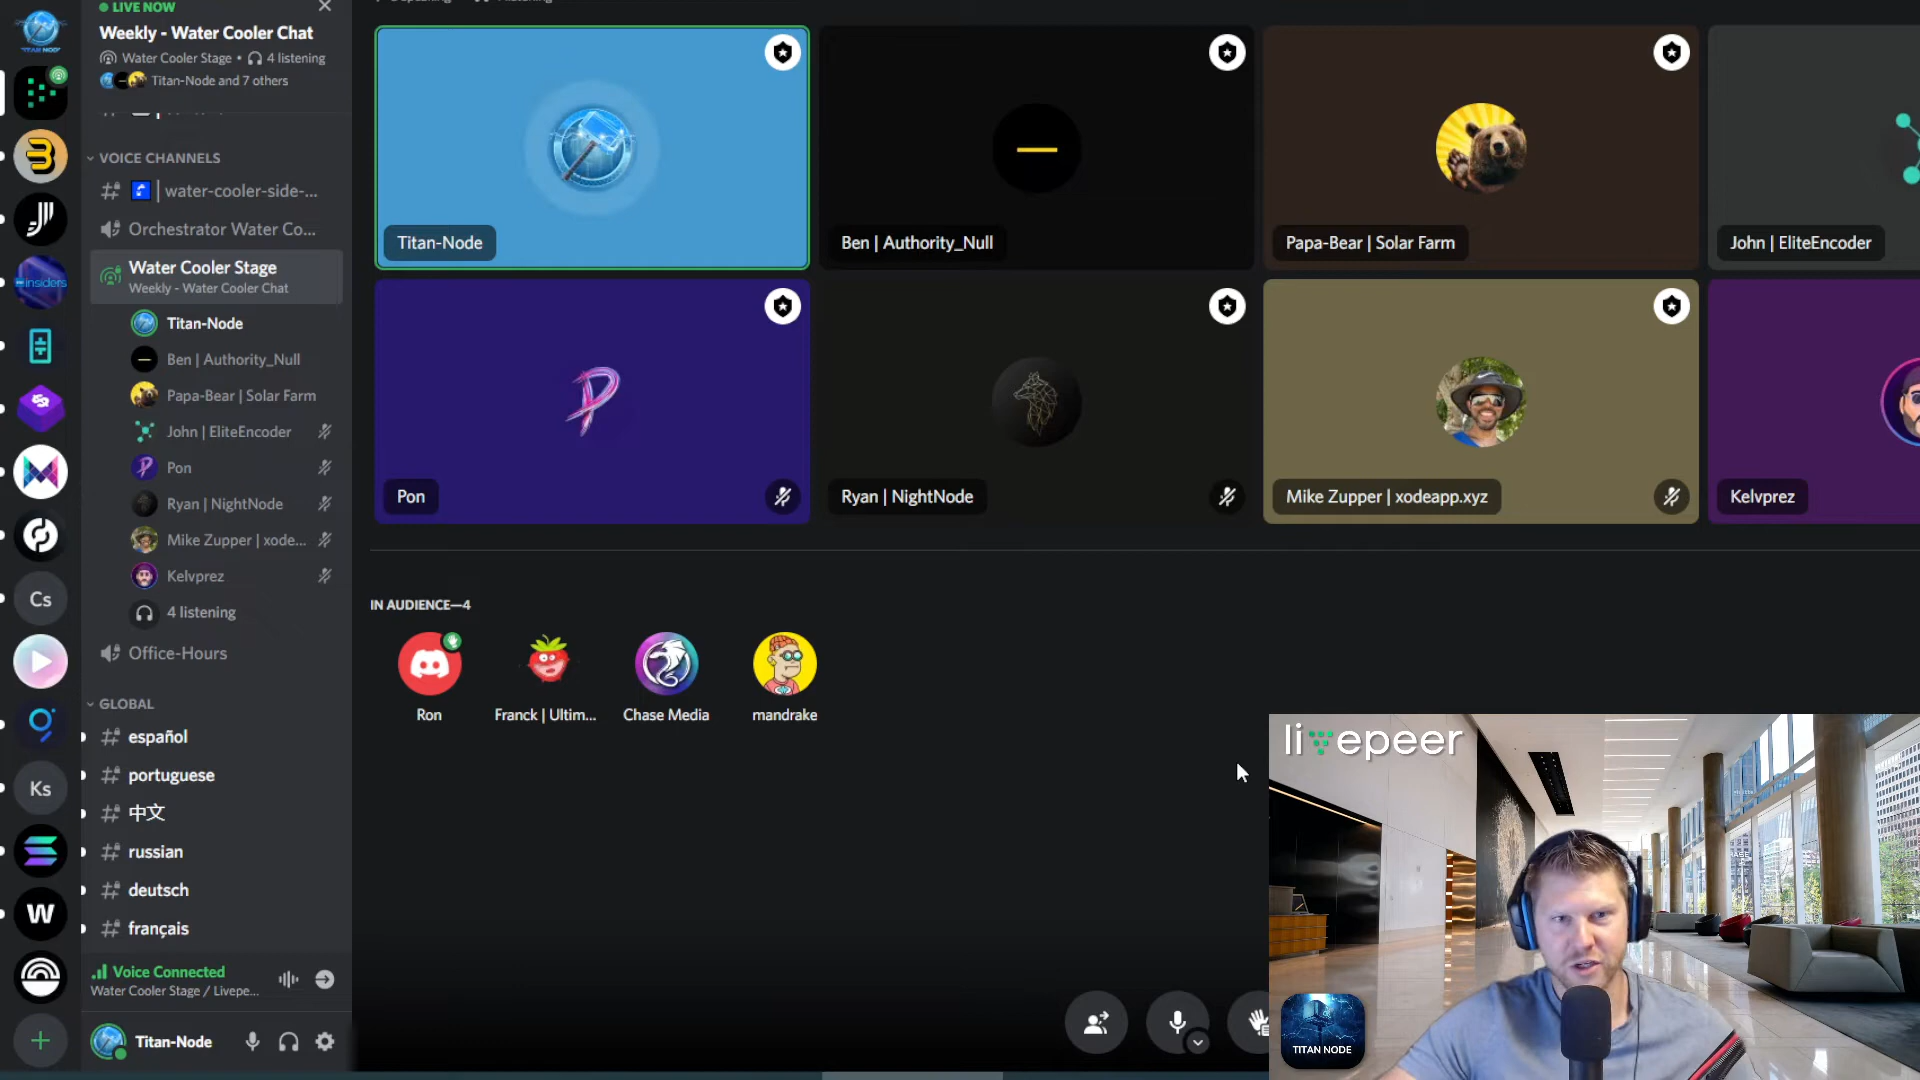 LIVE NOW
Weekly - Water Cooler Chat
Water Cooler Stage • 4 listening
Titan-Node and 7 others
VOICE CHANNELS
| water-cooler-side-...
Orchestrator Water Co...
Water Cooler Stage
Weekly - Water Cooler Chat
Titan-Node
Ben | Authority_Null
Papa-Bear | Solar Farm
John | EliteEncoder
Pon
Ryan | NightNode
Mike Zupper | xode...
Kelvprez
4 listening
Office-Hours
GLOBAL
español
portuguese
中文
russian
deutsch
français
Voice Connected
Water Cooler Stage / Livepe...
Titan-Node
TITAN NODE
insiders
Cs
Ks
W
Titan-Node
Ben | Authority_Null
Papa-Bear | Solar Farm
John | EliteEncoder
Pon
Ryan | NightNode
Mike Zupper | xodeapp.xyz
Kelvprez
IN AUDIENCE—4
Ron
Franck | Ultim...
Chase Media
mandrake
livepeer
TITAN NODE